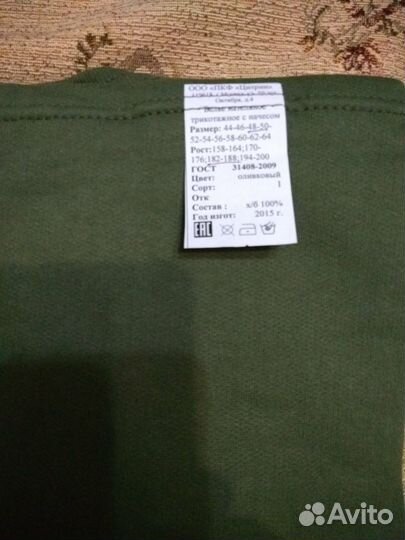 ООО «ПКФ «Цитрин»
Октября, д.4
Белье нательное
трикотажное с начесом
Размер: 44-46-48-50-
52-54-56-58-60-62-64
Рост:158-164;170-
176;182-188;194-200
ГОСТ 31408-2009
Цвет: оливковый
Сорт: 1
Отк
Состав : х/б 100%
Год изгот: 2015 г.
EAC
Avito